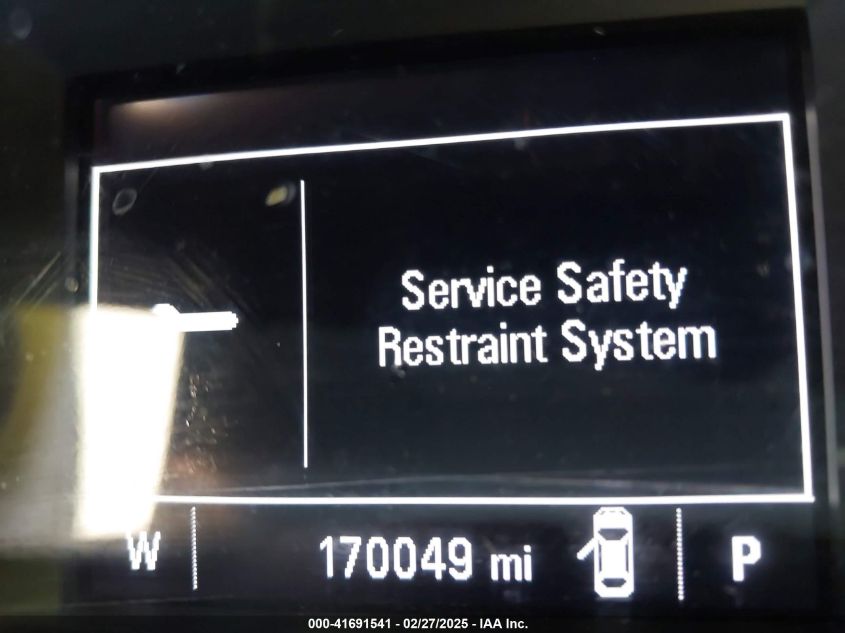 Service Safety
Restraint System
W
170049 mi
P
000-41691541 - 02/27/2025 - IAA Inc.